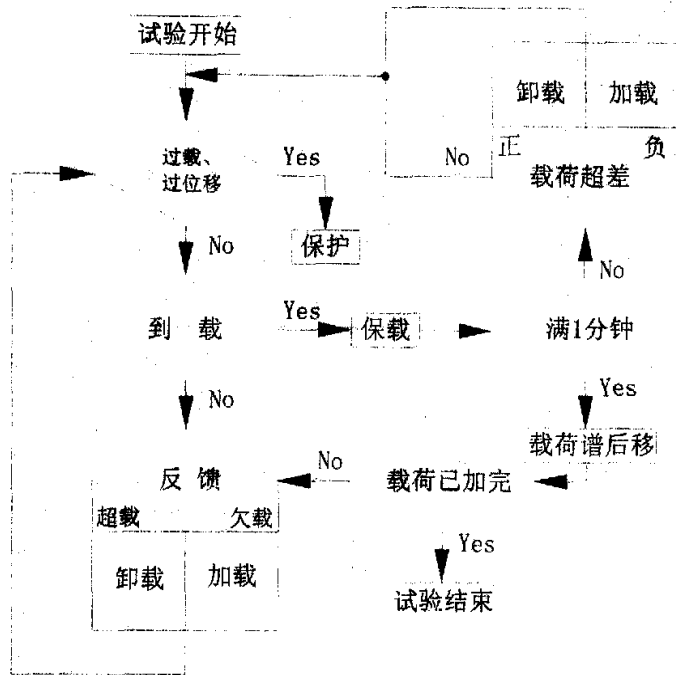 试验开始
卸载
加载
过载、
过位移
Yes
No
正
负
载荷超差
保护
No
No
到 载
Yes
保载
满1分钟
No
Yes
载荷谱后移
反 馈
No
载荷已加完
超载
欠载
卸载
加载
Yes
试验结束